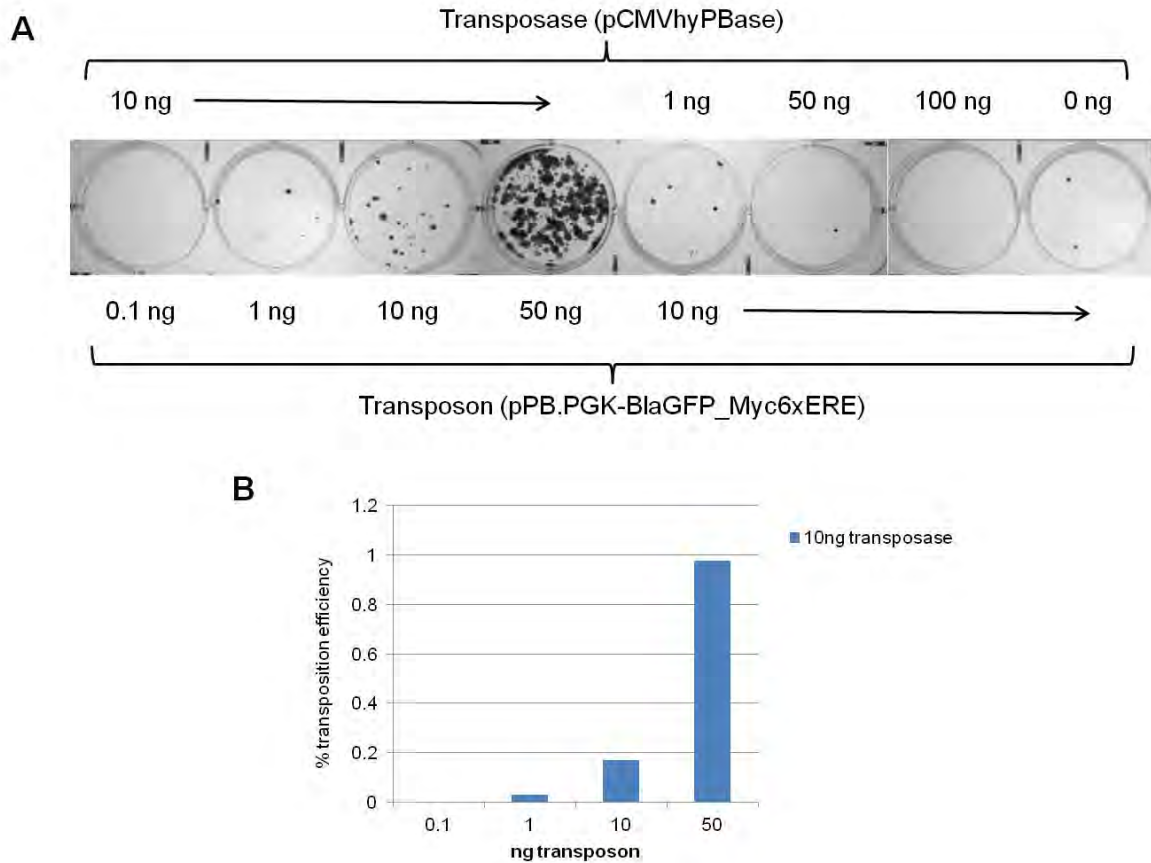 A
Transposase (pCMVhyPBase)
10 ng 1 ng 50 ng 100 ng 0 ng
0.1 ng 1 ng 10 ng 50 ng 10 ng
Transposon (pPB.PGK-BlaGFP_Myc6xERE)
B
1.2
1
0.8
0.6
0.4
0.2
0
% transposition efficiency
10ng transposase
0.1 1 10 50
ng transposon